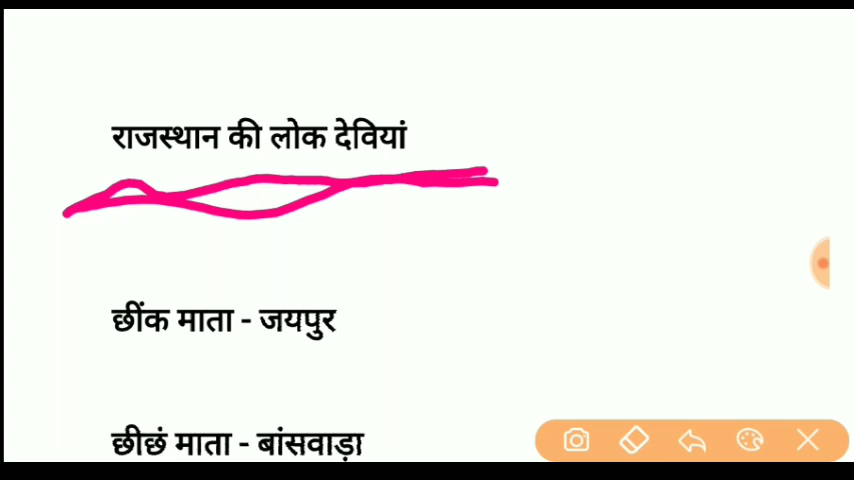 राजस्थान की लोक देवियां
छींक माता - जयपुर
छीछं माता - बांसवाड़ा